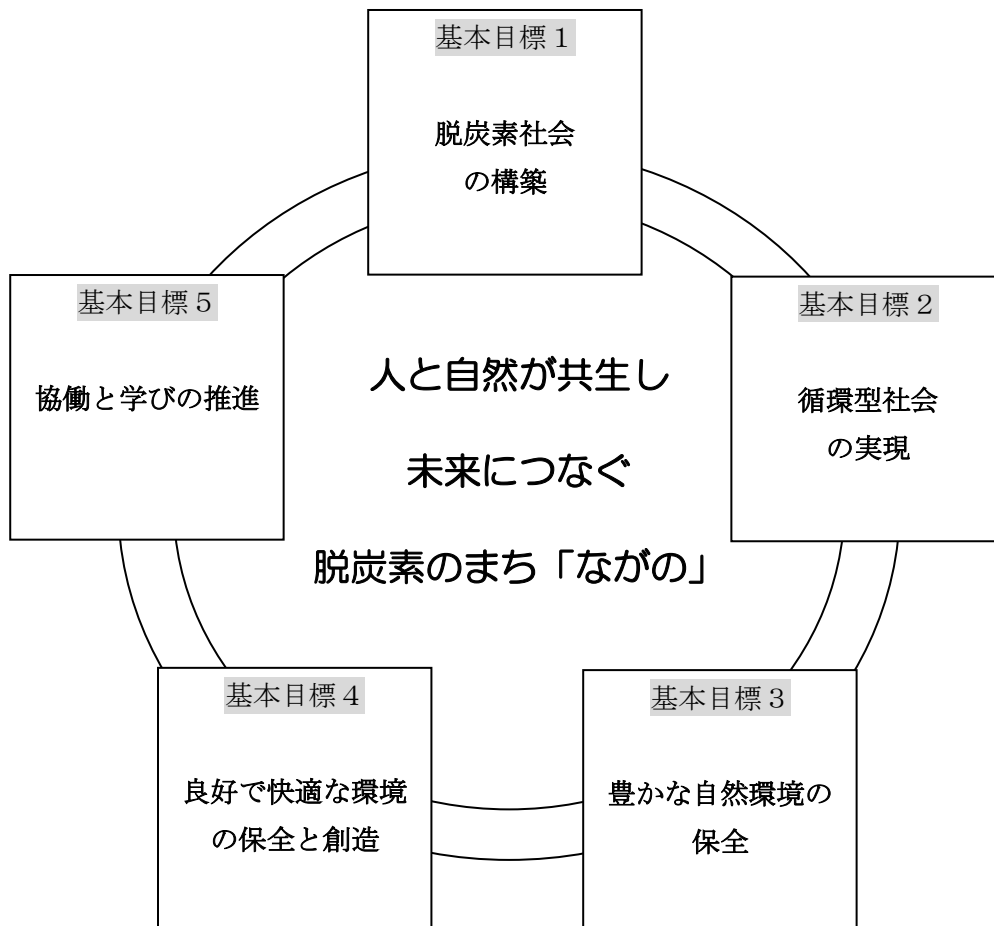 基本目標１
脱炭素社会
の構築
基本目標２
循環型社会
の実現
基本目標３
豊かな自然環境の
保全
基本目標４
良好で快適な環境
の保全と創造
基本目標５
協働と学びの推進
人と自然が共生し
未来につなぐ
脱炭素のまち「ながの」